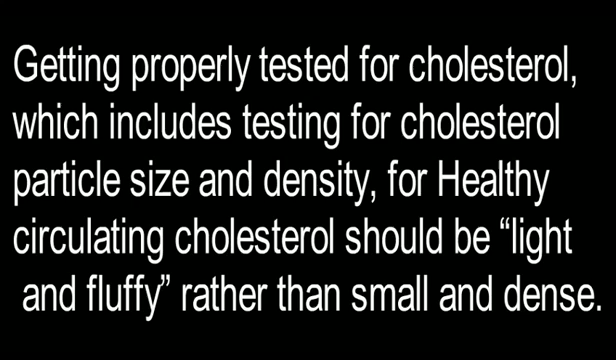 Getting properly tested for cholesterol,
which includes testing for cholesterol
particle size and density, for Healthy
circulating cholesterol should be “light
and fluffy” rather than small and dense.